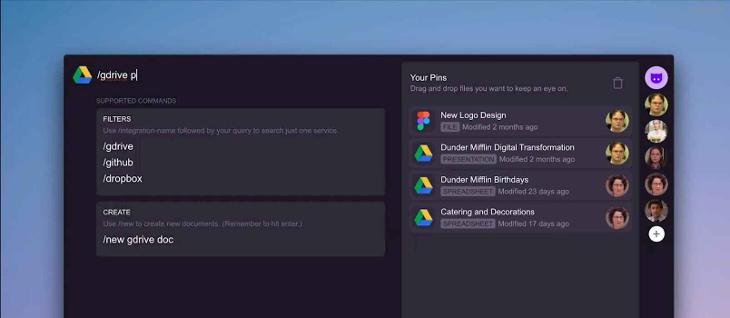 /gdrive p
SUPPORTED COMMANDS
FILTERS
Use /integration-name followed by your query to search just one service.
/gdrive
/github
/dropbox
CREATE
Use /new to create new documents. (Remember to hit enter.)
/new gdrive doc
Your Pins
Drag and drop files you want to keep an eye on.
New Logo Design
FILE Modified 2 months ago
Dunder Mifflin Digital Transformation
PRESENTATION Modified 2 months ago
Dunder Mifflin Birthdays
SPREADSHEET Modified 23 days ago
Catering and Decorations
SPREADSHEET Modified 17 days ago